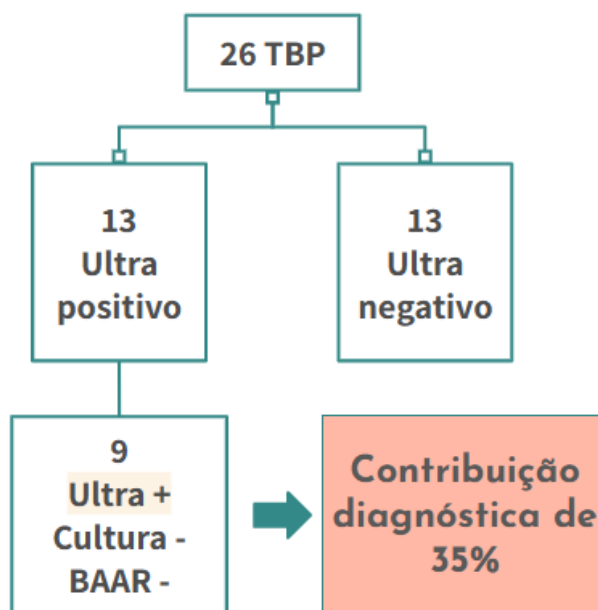 26 TBP
13
Ultra
positivo
13
Ultra
negativo
9
Ultra +
Cultura -
BAAR -
Contribuição
diagnóstica de
35%